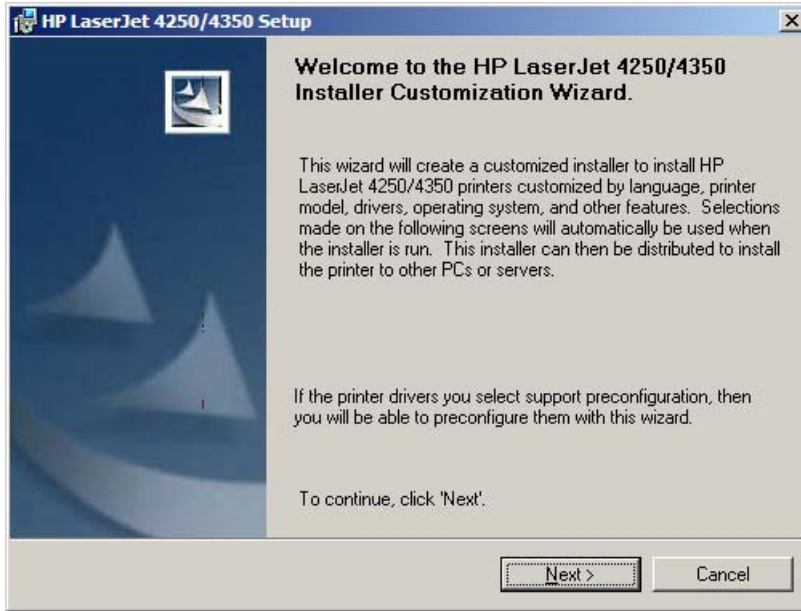 HP LaserJet 4250/4350 Setup
Welcome to the HP LaserJet 4250/4350
Installer Customization Wizard.
This wizard will create a customized installer to install HP
LaserJet 4250/4350 printers customized by language, printer
model, drivers, operating system, and other features.  Selections
made on the following screens will automatically be used when
the installer is run.  This installer can then be distributed to install
the printer to other PCs or servers.
If the printer drivers you select support preconfiguration, then
you will be able to preconfigure them with this wizard.
To continue, click 'Next'.
Next >
Cancel